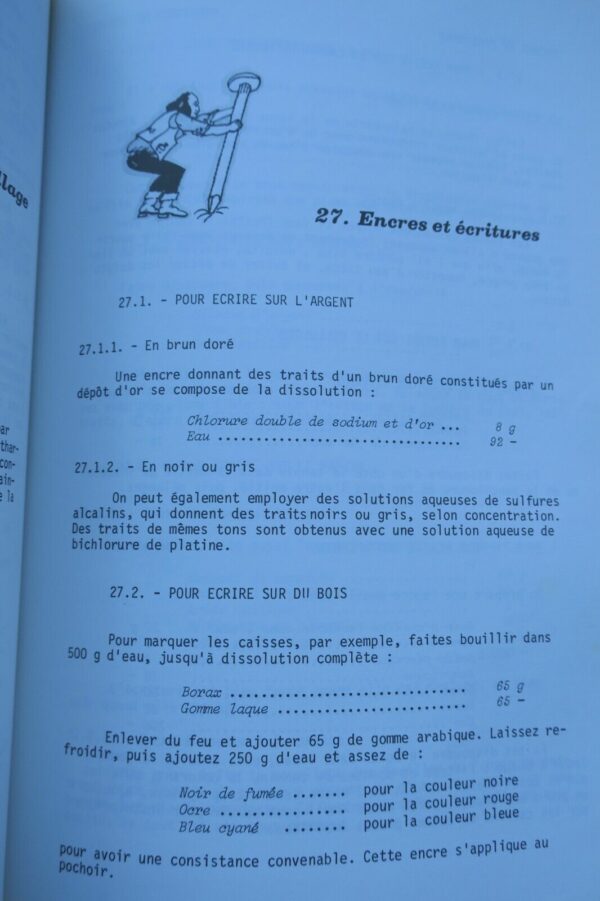 llage
27. Encres et écritures
27.1. - POUR ECRIRE SUR L'ARGENT
27.1.1. - En brun doré
Une encre donnant des traits d'un brun doré constitués par un
dépôt d'or se compose de la dissolution :
Chlorure double de sodium et d'or ... 8 g
Eau ................................. 92 -
27.1.2. - En noir ou gris
On peut également employer des solutions aqueuses de sulfures
alcalins, qui donnent des traits noirs ou gris, selon concentration.
Des traits de mêmes tons sont obtenus avec une solution aqueuse de
bichlorure de platine.
27.2. - POUR ECRIRE SUR DU BOIS
Pour marquer les caisses, par exemple, faites bouillir dans
500 g d'eau, jusqu'à dissolution complète :
Borax ............................... 65 g
Gomme laque ......................... 65 -
Enlever du feu et ajouter 65 g de gomme arabique. Laissez re-
froidir, puis ajoutez 250 g d'eau et assez de :
Noir de fumée ....... pour la couleur noire
Ocre ................ pour la couleur rouge
Bleu cyané ........ pour la couleur bleue
pour avoir une consistance convenable. Cette encre s'applique au
pochoir.